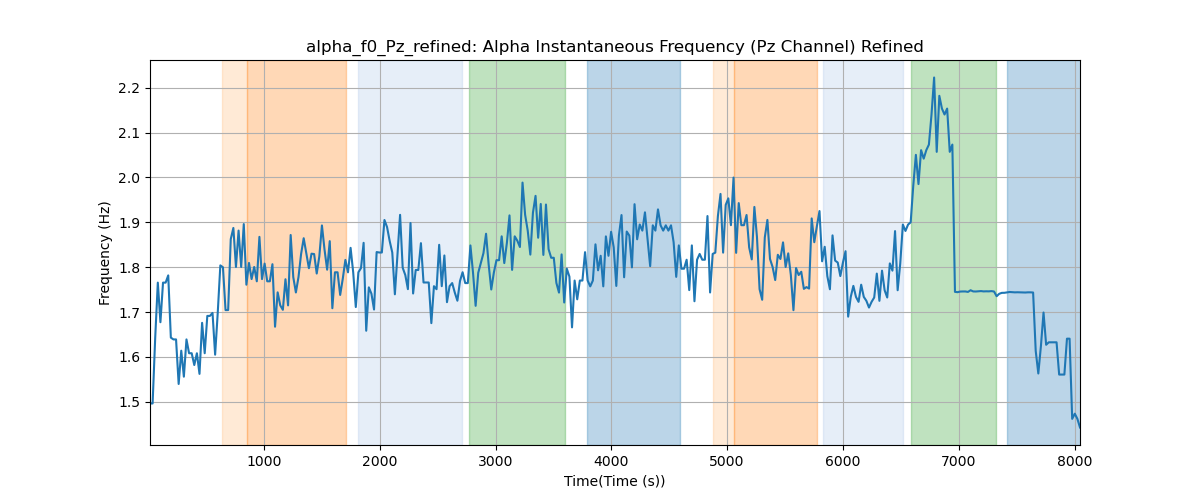 alpha_f0_Pz_refined: Alpha Instantaneous Frequency (Pz Channel) Refined
Frequency (Hz)
2.2
2.1
2.0
1.9
1.8
1.7
1.6
1.5
1000 2000 3000 4000 5000 6000 7000 8000
Time(Time (s))